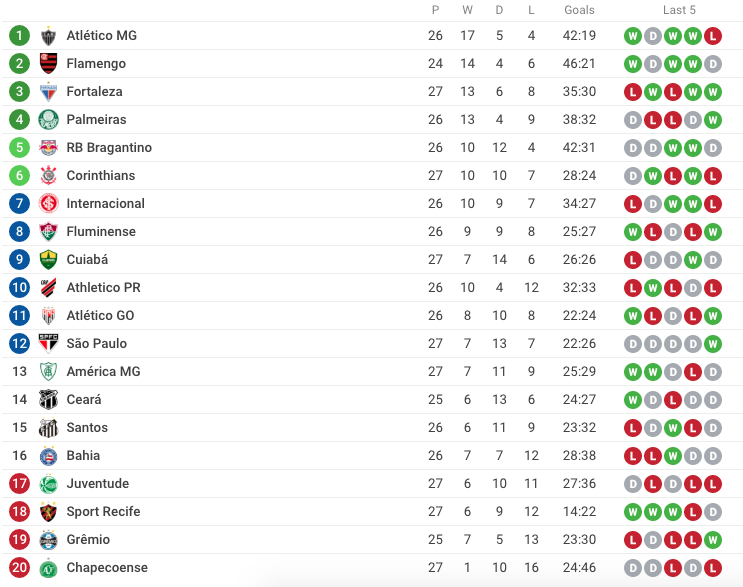 P W D L Goals Last 5
1 Atlético MG 26 17 5 4 42:19 W D W W L
2 Flamengo 24 14 4 6 46:21 W D W W D
3 Fortaleza 27 13 6 8 35:30 L W L W W
4 Palmeiras 26 13 4 9 38:32 D L L D W
5 RB Bragantino 26 10 12 4 42:31 D D W W D
6 Corinthians 27 10 10 7 28:24 D W L W L
7 Internacional 26 10 9 7 34:27 L D W W L
8 Fluminense 26 9 9 8 25:27 W L D L W
9 Cuiabá 27 7 14 6 26:26 L D D W D
10 Athletico PR 26 10 4 12 32:33 L W L D L
11 Atlético GO 26 8 10 8 22:24 W L D L W
12 SPFC São Paulo 27 7 13 7 22:26 D D D D W
13 América MG 27 7 11 9 25:29 W W D L D
14 Ceará 25 6 13 6 24:27 W D L D D
15 Santos 26 6 11 9 23:32 L D W L D
16 Bahia 26 7 7 12 28:38 L L W D D
17 Juventude 27 6 10 11 27:36 D L D L L
18 Sport Recife 27 6 9 12 14:22 W W W L D
19 Grêmio 25 7 5 13 23:30 L D L L W
20 Chapecoense 27 1 10 16 24:46 D D L D L